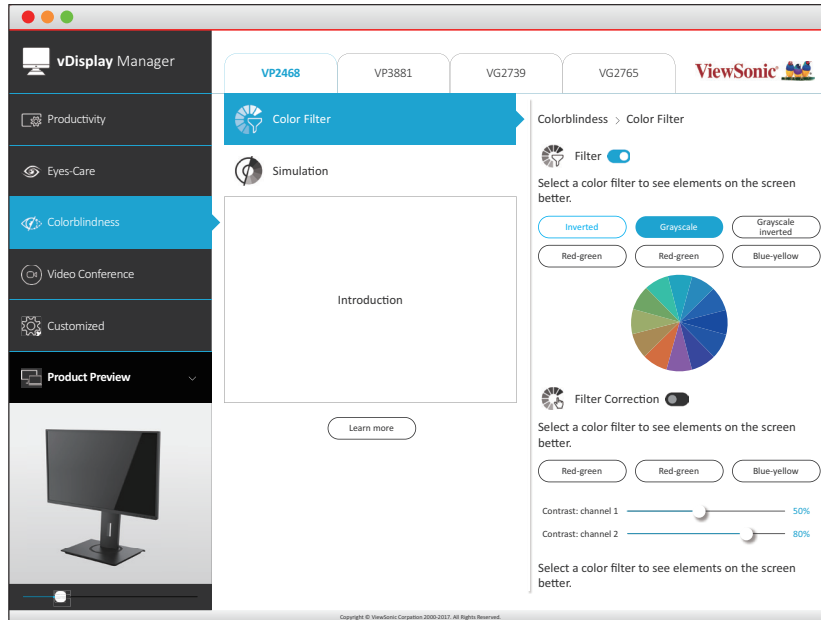 vDisplay Manager
VP2468
VP3881
VG2739
VG2765
ViewSonic
Productivity
Eyes-Care
Colorblindness
Video Conference
Customized
Product Preview
Color Filter
Simulation
Introduction
Learn more
Colorblindess > Color Filter
Filter
Select a color filter to see elements on the screen
better.
Inverted
Grayscale
Grayscale
inverted
Red-green
Red-green
Blue-yellow
Filter Correction
Select a color filter to see elements on the screen
better.
Red-green
Red-green
Blue-yellow
Contrast: channel 1
50%
Contrast: channel 2
80%
Select a color filter to see elements on the screen
better.
Copyright © ViewSonic Corpation 2000-2017. All Rights Reserved.